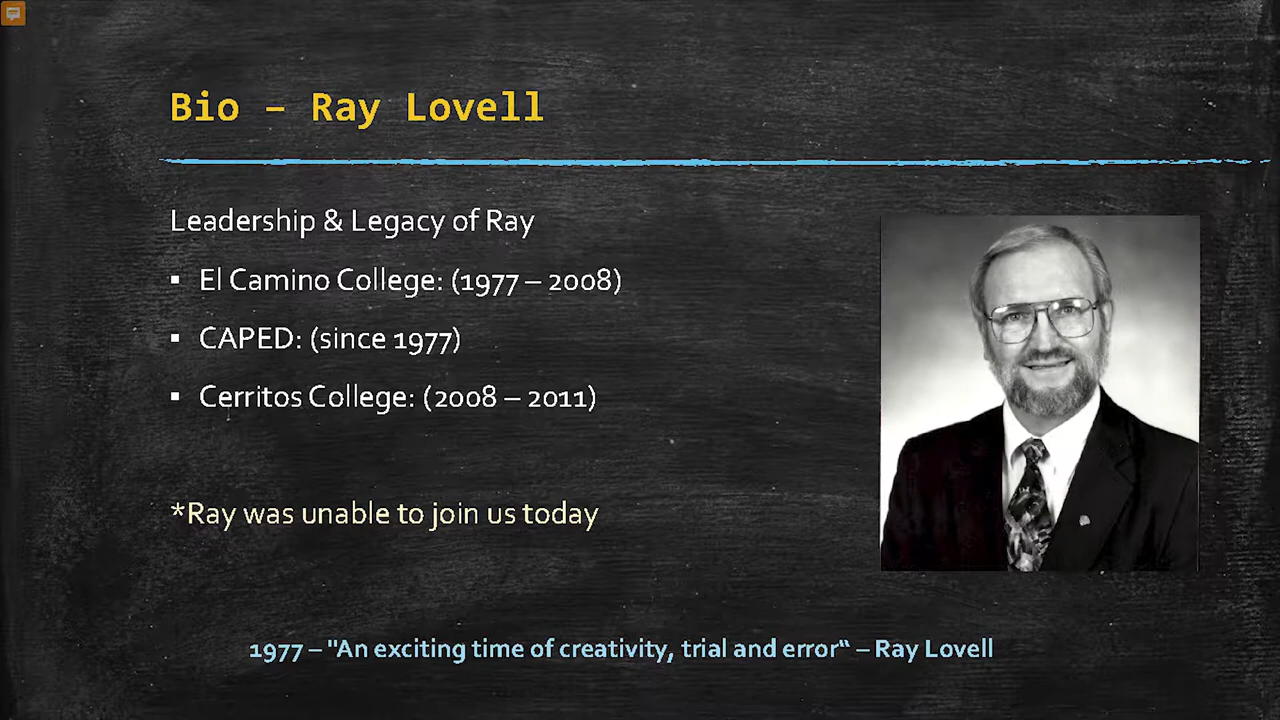 Bio – Ray Lovell
Leadership & Legacy of Ray
▪ El Camino College: (1977 – 2008)
▪ CAPED: (since 1977)
▪ Cerritos College: (2008 – 2011)
*Ray was unable to join us today
1977 – "An exciting time of creativity, trial and error“ – Ray Lovell